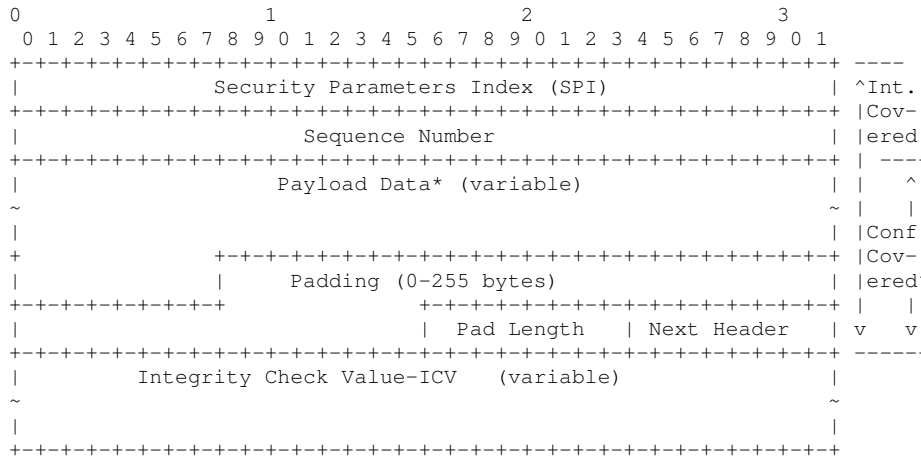 0                   1                   2                   3
 0 1 2 3 4 5 6 7 8 9 0 1 2 3 4 5 6 7 8 9 0 1 2 3 4 5 6 7 8 9 0 1
+-+-+-+-+-+-+-+-+-+-+-+-+-+-+-+-+-+-+-+-+-+-+-+-+-+-+-+-+-+-+-+-+ ----
|               Security Parameters Index (SPI)                 | ^Int.
+-+-+-+-+-+-+-+-+-+-+-+-+-+-+-+-+-+-+-+-+-+-+-+-+-+-+-+-+-+-+-+-+ |Cov-
|                      Sequence Number                          | |ered
+-+-+-+-+-+-+-+-+-+-+-+-+-+-+-+-+-+-+-+-+-+-+-+-+-+-+-+-+-+-+-+-+ | ----
|                    Payload Data* (variable)                   | |   ^
~                                                               ~ |   |
|                                                               | |Conf
+               +-+-+-+-+-+-+-+-+-+-+-+-+-+-+-+-+-+-+-+-+-+-+-+-+ |Cov-
|               |     Padding (0-255 bytes)                     | |ered
+-+-+-+-+-+-+-+-+               +-+-+-+-+-+-+-+-+-+-+-+-+-+-+-+-+ |   |
|                               |  Pad Length   | Next Header   | v   v
+-+-+-+-+-+-+-+-+-+-+-+-+-+-+-+-+-+-+-+-+-+-+-+-+-+-+-+-+-+-+-+-+ -----
|         Integrity Check Value-ICV   (variable)                |
~                                                               ~
|                                                               |
+-+-+-+-+-+-+-+-+-+-+-+-+-+-+-+-+-+-+-+-+-+-+-+-+-+-+-+-+-+-+-+-+